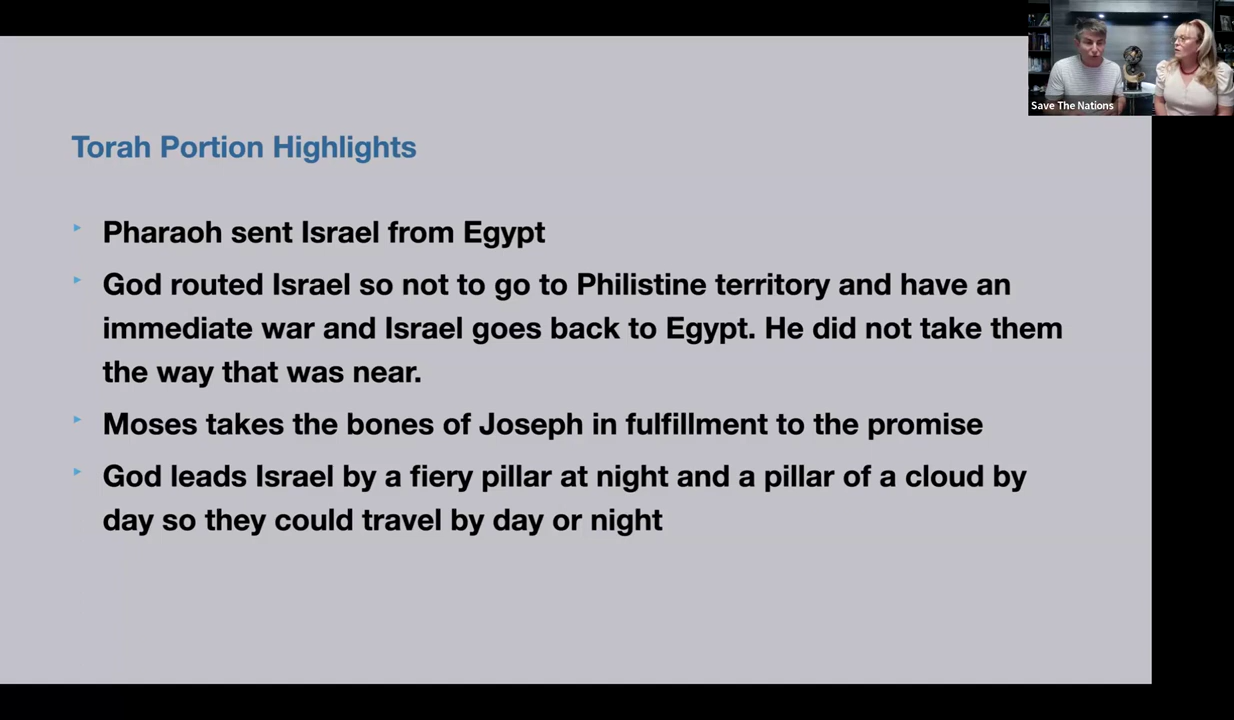 Save The Nations
Torah Portion Highlights
Pharaoh sent Israel from Egypt
God routed Israel so not to go to Philistine territory and have an
immediate war and Israel goes back to Egypt. He did not take them
the way that was near.
Moses takes the bones of Joseph in fulfillment to the promise
God leads Israel by a fiery pillar at night and a pillar of a cloud by
day so they could travel by day or night